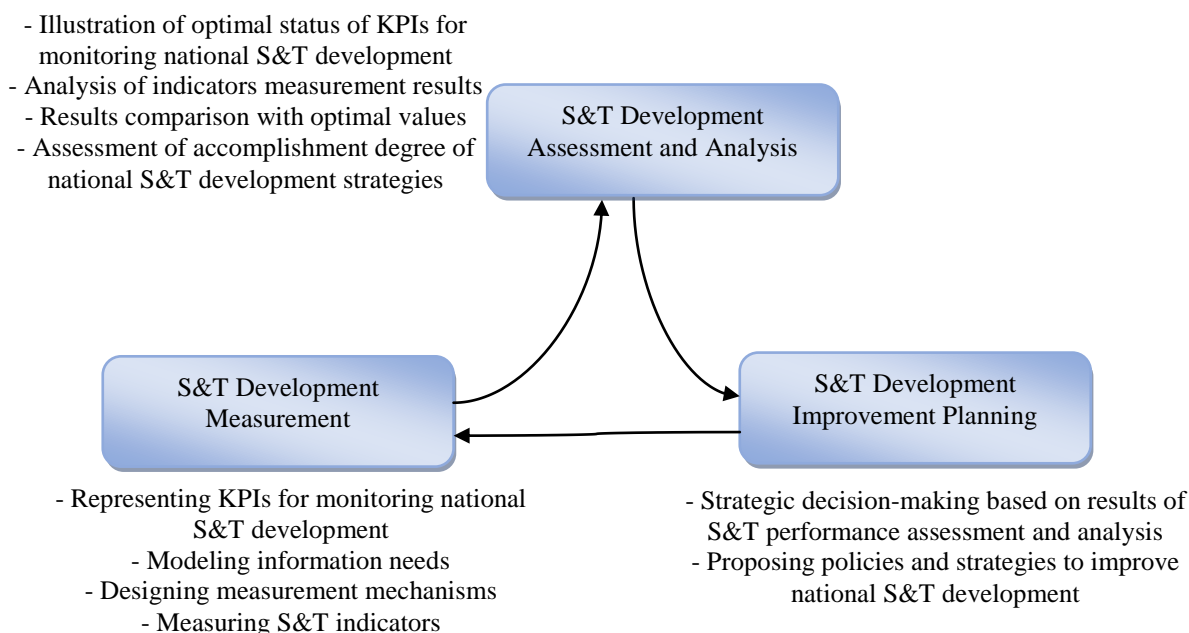 - Illustration of optimal status of KPIs for
monitoring national S&T development
- Analysis of indicators measurement results
- Results comparison with optimal values
- Assessment of accomplishment degree of
national S&T development strategies
S&T Development
Assessment and Analysis
S&T Development
Measurement
S&T Development
Improvement Planning
- Representing KPIs for monitoring national
S&T development
- Modeling information needs
- Designing measurement mechanisms
- Measuring S&T indicators
- Strategic decision-making based on results of
S&T performance assessment and analysis
- Proposing policies and strategies to improve
national S&T development